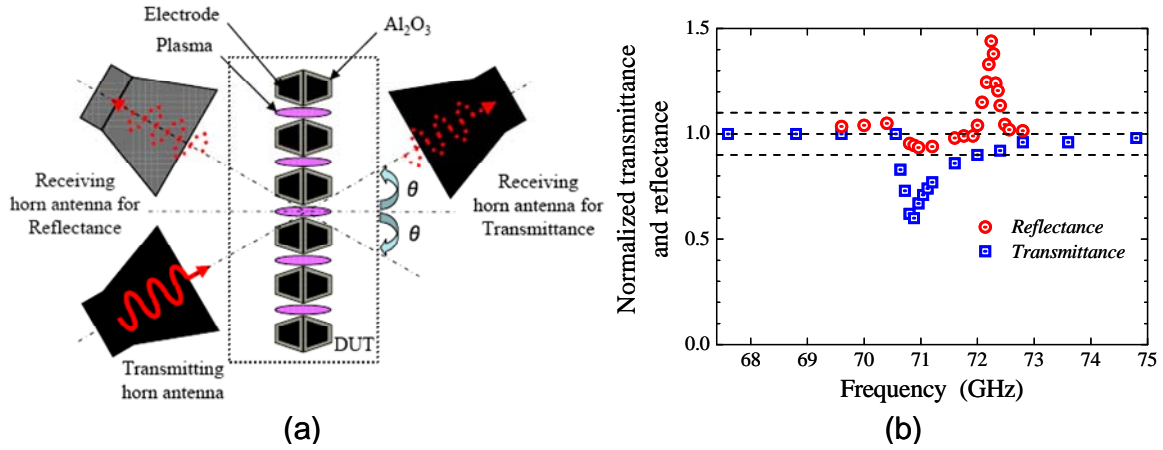 Electrode
Plasma
Al2O3
Receiving
horn antenna for
Reflectance
θ
θ
Receiving
horn antenna for
Transmittance
DUT
Transmitting
horn antenna
(a)
Normalized transmittance
and reflectance
1.5
1.0
0.5
0.0
Reflectance
Transmittance
68 69 70 71 72 73 74 75
Frequency (GHz)
(b)